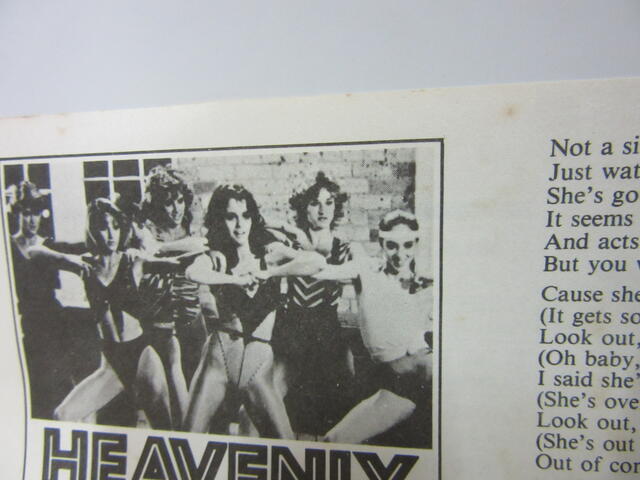 HEAVENLY
Not a si
Just wat
She's go
It seems
And acts
But you w
Cause she
(It gets so
Look out,
(Oh baby,
I said she'
(She's ove
Look out,
(She's out
Out of con